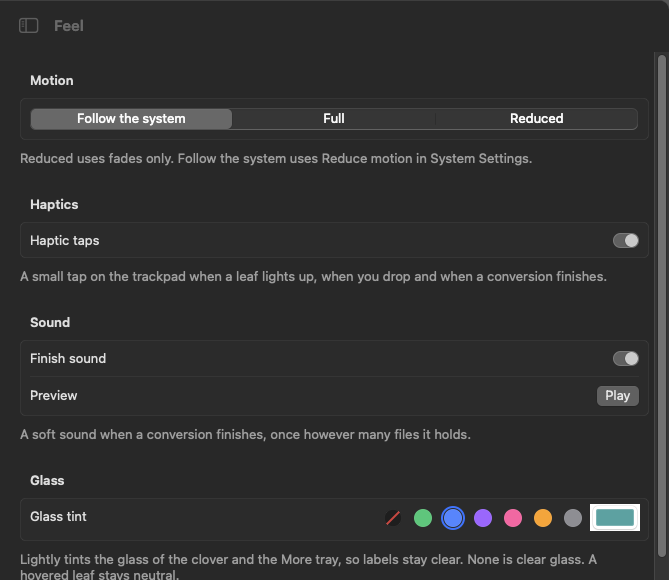 Feel
Motion
Follow the system
Full
Reduced
Reduced uses fades only. Follow the system uses Reduce motion in System Settings.
Haptics
Haptic taps
A small tap on the trackpad when a leaf lights up, when you drop and when a conversion finishes.
Sound
Finish sound
Preview
Play
A soft sound when a conversion finishes, once however many files it holds.
Glass
Glass tint
Lightly tints the glass of the clover and the More tray, so labels stay clear. None is clear glass. A
hovered leaf stays neutral.